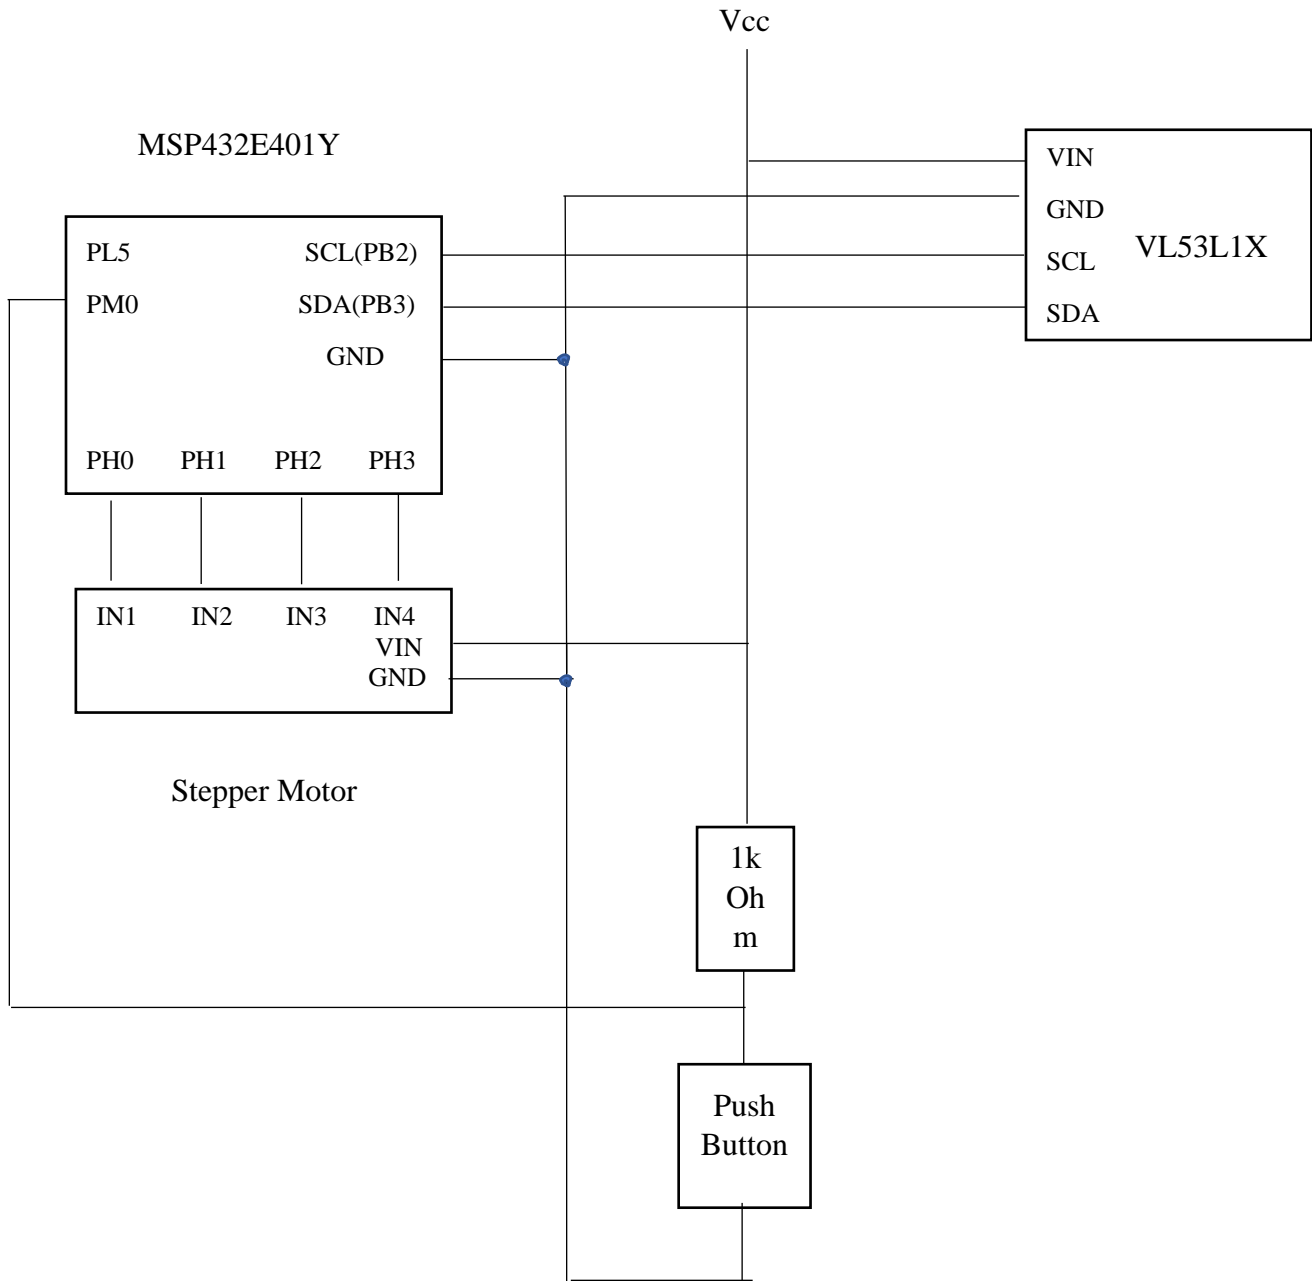 Vcc
MSP432E401Y
PL5
SCL(PB2)
PM0
SDA(PB3)
GND
PH0
PH1
PH2
PH3
VIN
GND
SCL
SDA
VL53L1X
IN1
IN2
IN3
IN4
VIN
GND
Stepper Motor
1k
Oh
m
Push
Button